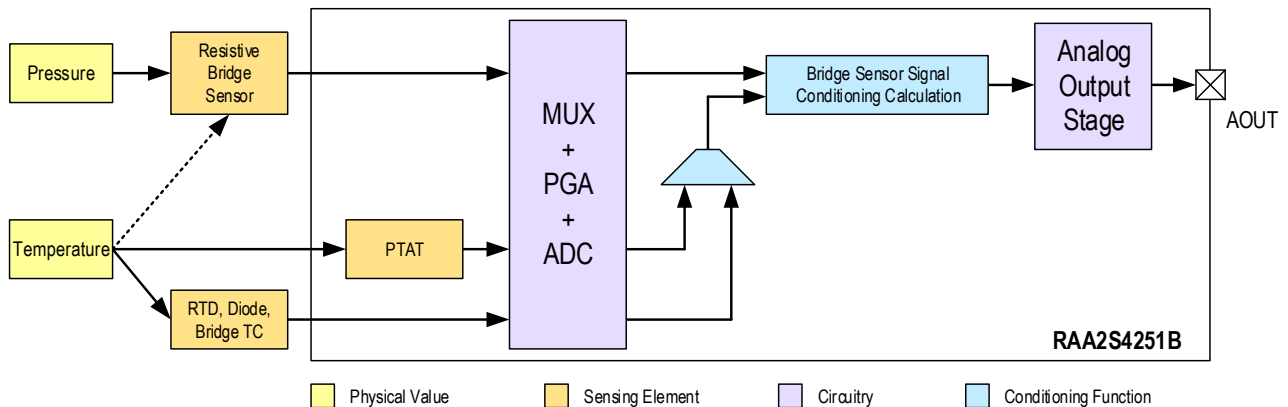 Pressure
Resistive
Bridge
Sensor
Temperature
PTAT
RTD, Diode,
Bridge TC
MUX
+
PGA
+
ADC
Bridge Sensor Signal
Conditioning Calculation
Analog
Output
Stage
AOUT
RAA2S4251B
Physical Value
Sensing Element
Circuitry
Conditioning Function